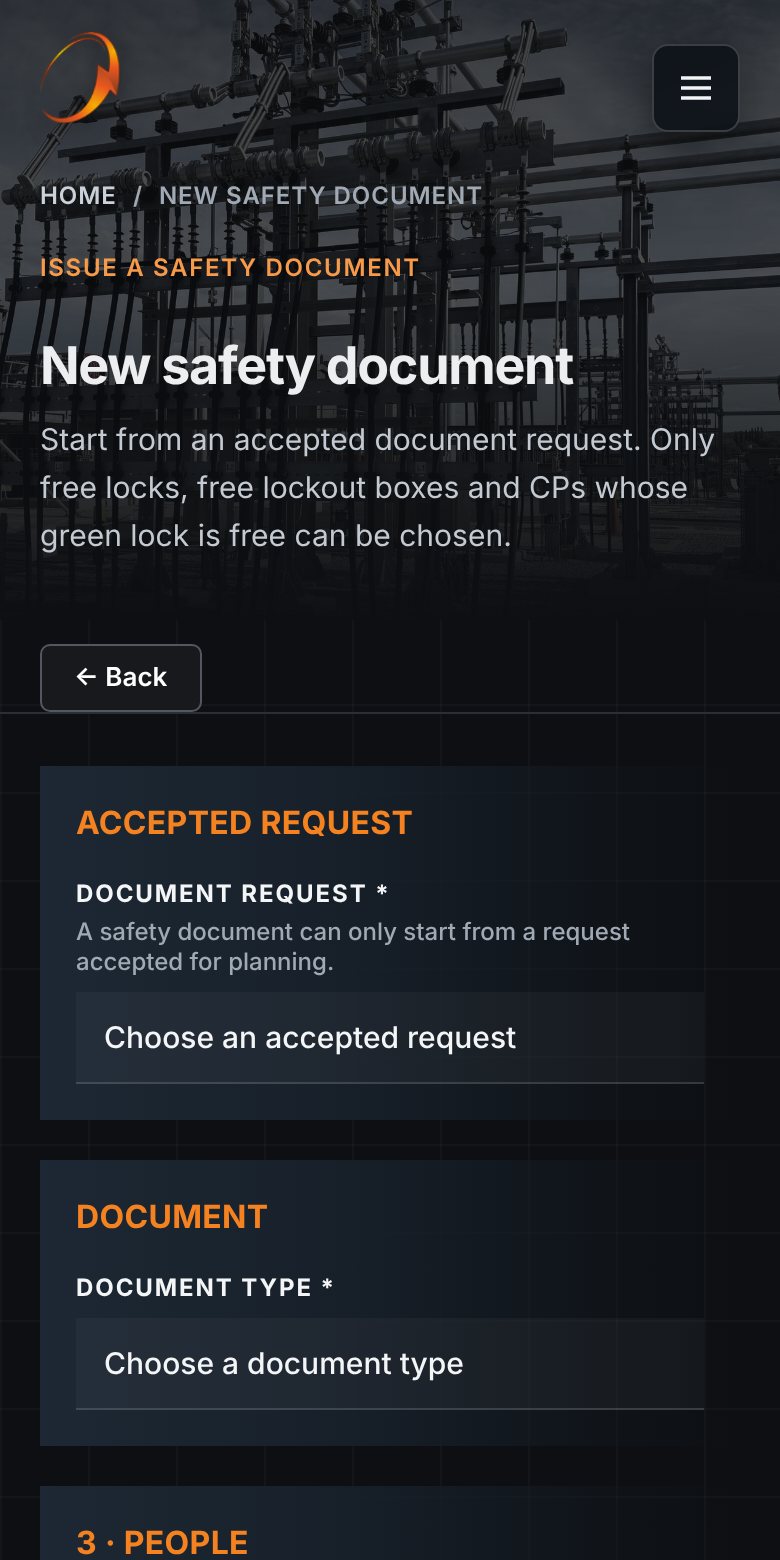 HOME / NEW SAFETY DOCUMENT
ISSUE A SAFETY DOCUMENT
New safety document
Start from an accepted document request. Only
free locks, free lockout boxes and CPs whose
green lock is free can be chosen.
← Back
ACCEPTED REQUEST
DOCUMENT REQUEST *
A safety document can only start from a request
accepted for planning.
Choose an accepted request
DOCUMENT
DOCUMENT TYPE *
Choose a document type
3 · PEOPLE